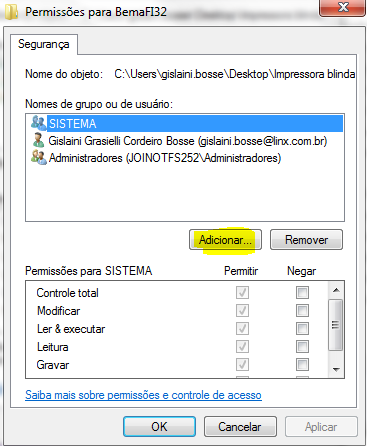 Permissões para BemaFI32
Segurança
Nome do objeto: C:\Users\gislaini.bosse\Desktop\Impressora blinda
Nomes de grupo ou de usuário:
SISTEMA
Gislaini Grasielli Cordeiro Bosse (gislaini.bosse@linx.com.br)
Administradores (JOINOTFS252\Administradores)
Adicionar... Remover
Permissões para SISTEMA Permitir Negar
Controle total
Modificar
Ler & executar
Leitura
Gravar
Saiba mais sobre permissões e controle de acesso
OK Cancelar Aplicar